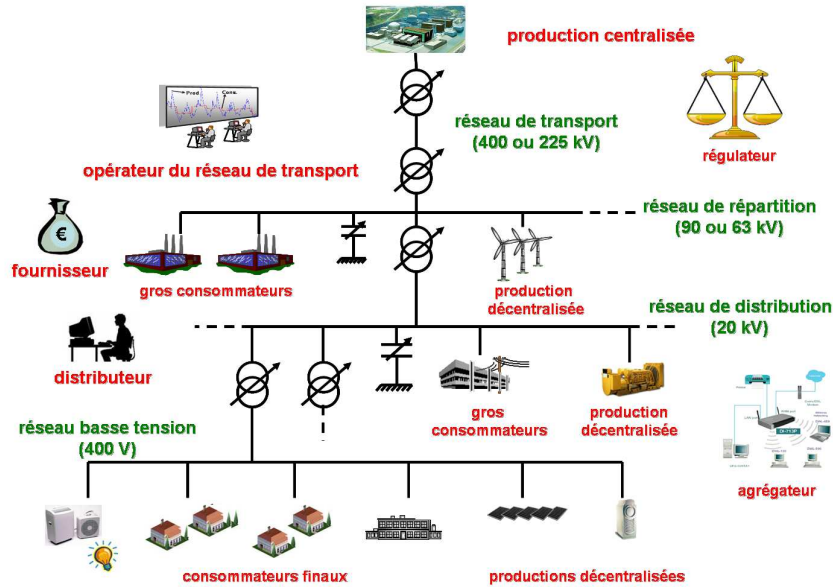 production centralisée
Prod.
Cons.
réseau de transport
(400 ou 225 kV)
régulateur
opérateur du réseau de transport
réseau de répartition
(90 ou 63 kV)
€
fournisseur
gros consommateurs
production
décentralisée
réseau de distribution
(20 kV)
distributeur
gros
consommateurs
production
décentralisée
réseau basse tension
(400 V)
agrégateur
consommateurs finaux
productions décentralisées